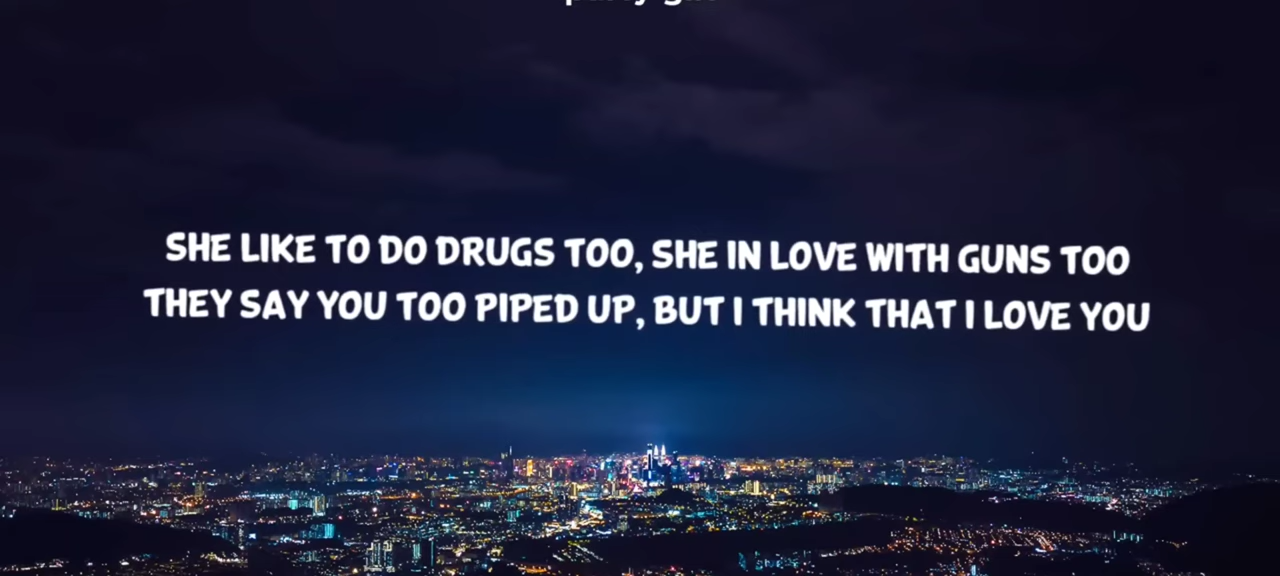 SHE LIKE TO DO DRUGS TOO, SHE IN LOVE WITH GUNS TOO
THEY SAY YOU TOO PIPED UP, BUT I THINK THAT I LOVE YOU